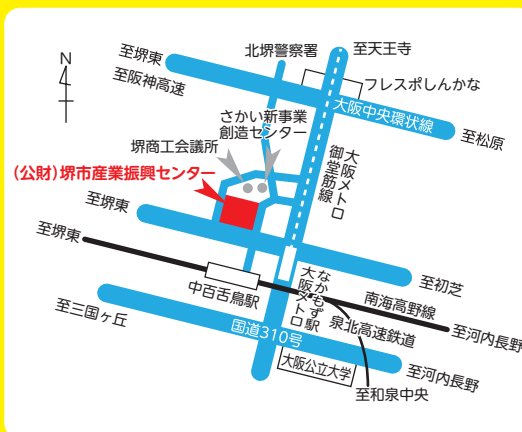 N
至堺東
至阪神高速
北堺警察署
至天王寺
フレスポしんかな
大阪中央環状線
至松原
さかい新事業
創造センター
堺商工会議所
(公財)堺市産業振興センター
大阪メトロ
御堂筋線
至堺東
至堺東
至初芝
中百舌鳥駅
大阪メトロ
なかもず駅
南海高野線
泉北高速鉄道
至河内長野
至三国ヶ丘
国道310号
大阪公立大学
至河内長野
至和泉中央